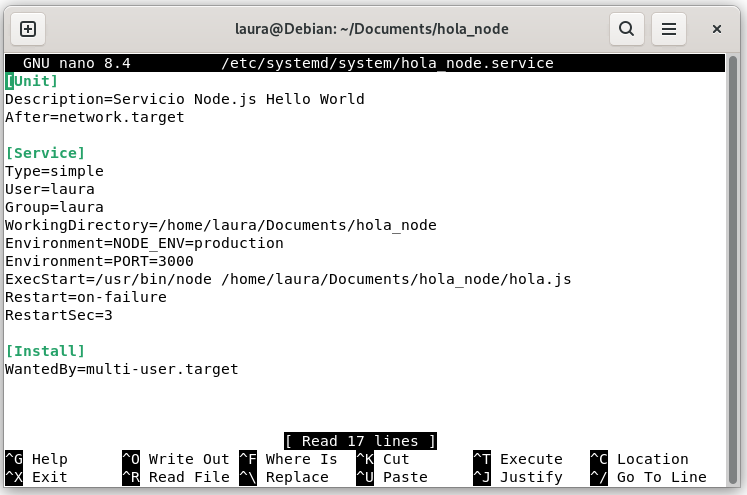 laura@Debian: ~/Documents/hola_node
GNU nano 8.4 /etc/systemd/system/hola_node.service
[Unit]
Description=Servicio Node.js Hello World
After=network.target

[Service]
Type=simple
User=laura
Group=laura
WorkingDirectory=/home/laura/Documents/hola_node
Environment=NODE_ENV=production
Environment=PORT=3000
ExecStart=/usr/bin/node /home/laura/Documents/hola_node/hola.js
Restart=on-failure
RestartSec=3

[Install]
WantedBy=multi-user.target

[ Read 17 lines ]
^G Help ^O Write Out ^F Where Is ^K Cut ^T Execute ^C Location
^X Exit ^R Read File ^\ Replace ^U Paste ^J Justify ^/ Go To Line